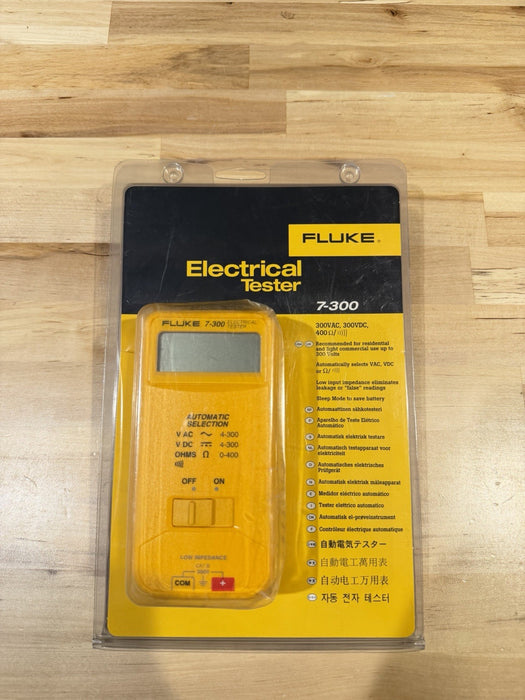 FLUKE®
Electrical
Tester
7-300
300VAC, 300VDC,
400 Ω/
Recommended for residential
and light commercial use up to
300 Volts
Automatically selects VAC, VDC
or Ω/
Low input impedance eliminates
leakage or "false" readings
Sleep Mode to save battery
Automaattinen sähkötesteri
Aparelho de Teste Elétrico
Automático
Automatisk elektrisk testare
Automatisch testapparaat voor
elektriciteit
Automatisches elektrisches
Prüfgerät
Automatisk elektrisk måleapparat
Medidor eléctrico automático
Tester elettrico automatico
Automatisk el-prøveinstrument
Contrôleur électrique automatique
自動電気テスター
自動電工萬用表
自动电工万用表
자동 전자 테스터
FLUKE 7-300 ELECTRICAL
TESTER
AUTOMATIC
SELECTION
V AC 4-300
V DC 4-300
OHMS Ω 0-400
OFF ON
LOW IMPEDANCE
CAT II
COM +